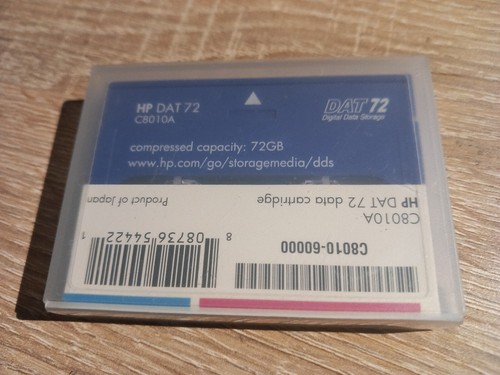 HP DAT 72
C8010A
DAT 72
Digital Data Storage
compressed capacity: 72GB
www.hp.com/go/storagemedia/dds
C8010A
HP DAT 72 data cartridge
Product of Japan
C8010-60000
8 08736 54422 1